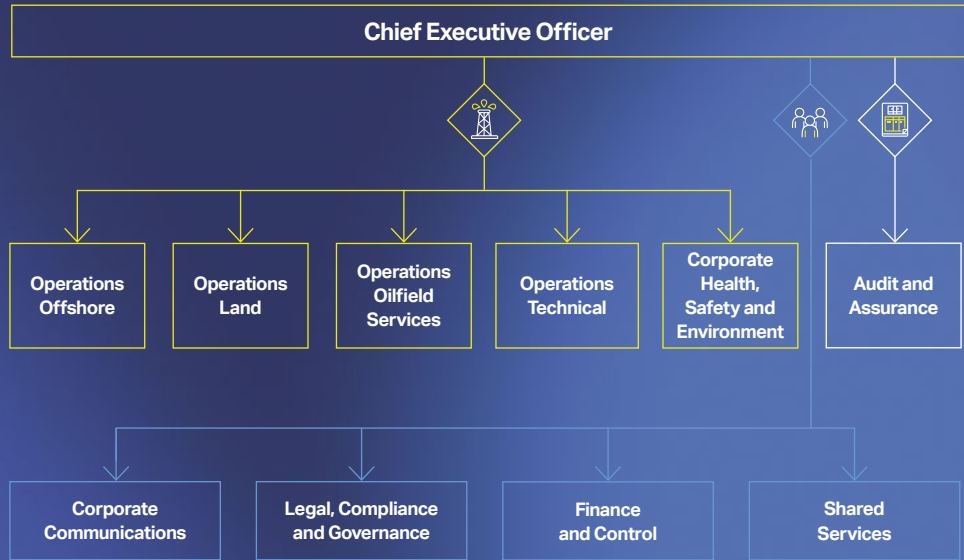 Chief Executive Officer
Operations
Offshore
Operations
Land
Operations
Oilfield
Services
Operations
Technical
Corporate
Health,
Safety and
Environment
Audit and
Assurance
Corporate
Communications
Legal, Compliance
and Governance
Finance
and Control
Shared
Services